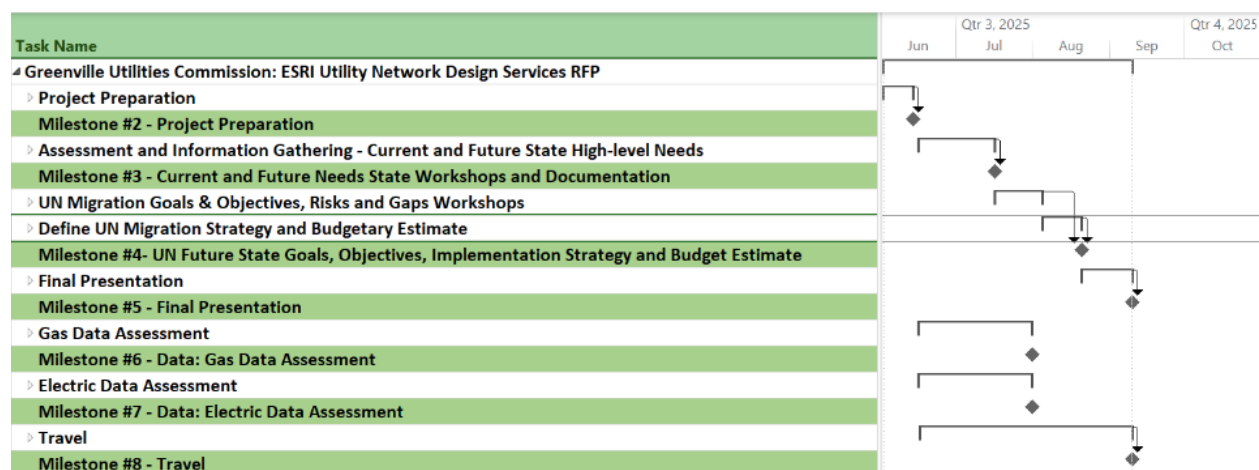 Qtr 3, 2025 Qtr 4, 2025
Task Name Jun Jul Aug Sep Oct
Greenville Utilities Commission: ESRI Utility Network Design Services RFP
Project Preparation
Milestone #2 - Project Preparation
Assessment and Information Gathering - Current and Future State High-level Needs
Milestone #3 - Current and Future Needs State Workshops and Documentation
UN Migration Goals & Objectives, Risks and Gaps Workshops
Define UN Migration Strategy and Budgetary Estimate
Milestone #4- UN Future State Goals, Objectives, Implementation Strategy and Budget Estimate
Final Presentation
Milestone #5 - Final Presentation
Gas Data Assessment
Milestone #6 - Data: Gas Data Assessment
Electric Data Assessment
Milestone #7 - Data: Electric Data Assessment
Travel
Milestone #8 - Travel